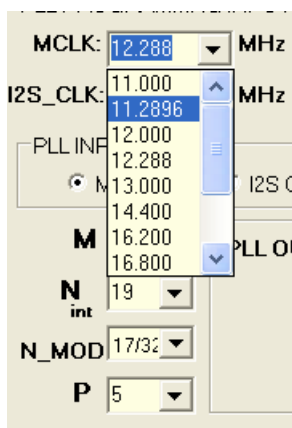 MCLK: 12.288 MHz
11.000
I2S_CLK: 11.2896 MHz
12.000
PLL INF 12.288
M 13.000 I2S C
14.400
M 16.200 PLL OU
16.800
N int 19
N_MOD 17/32
P 5